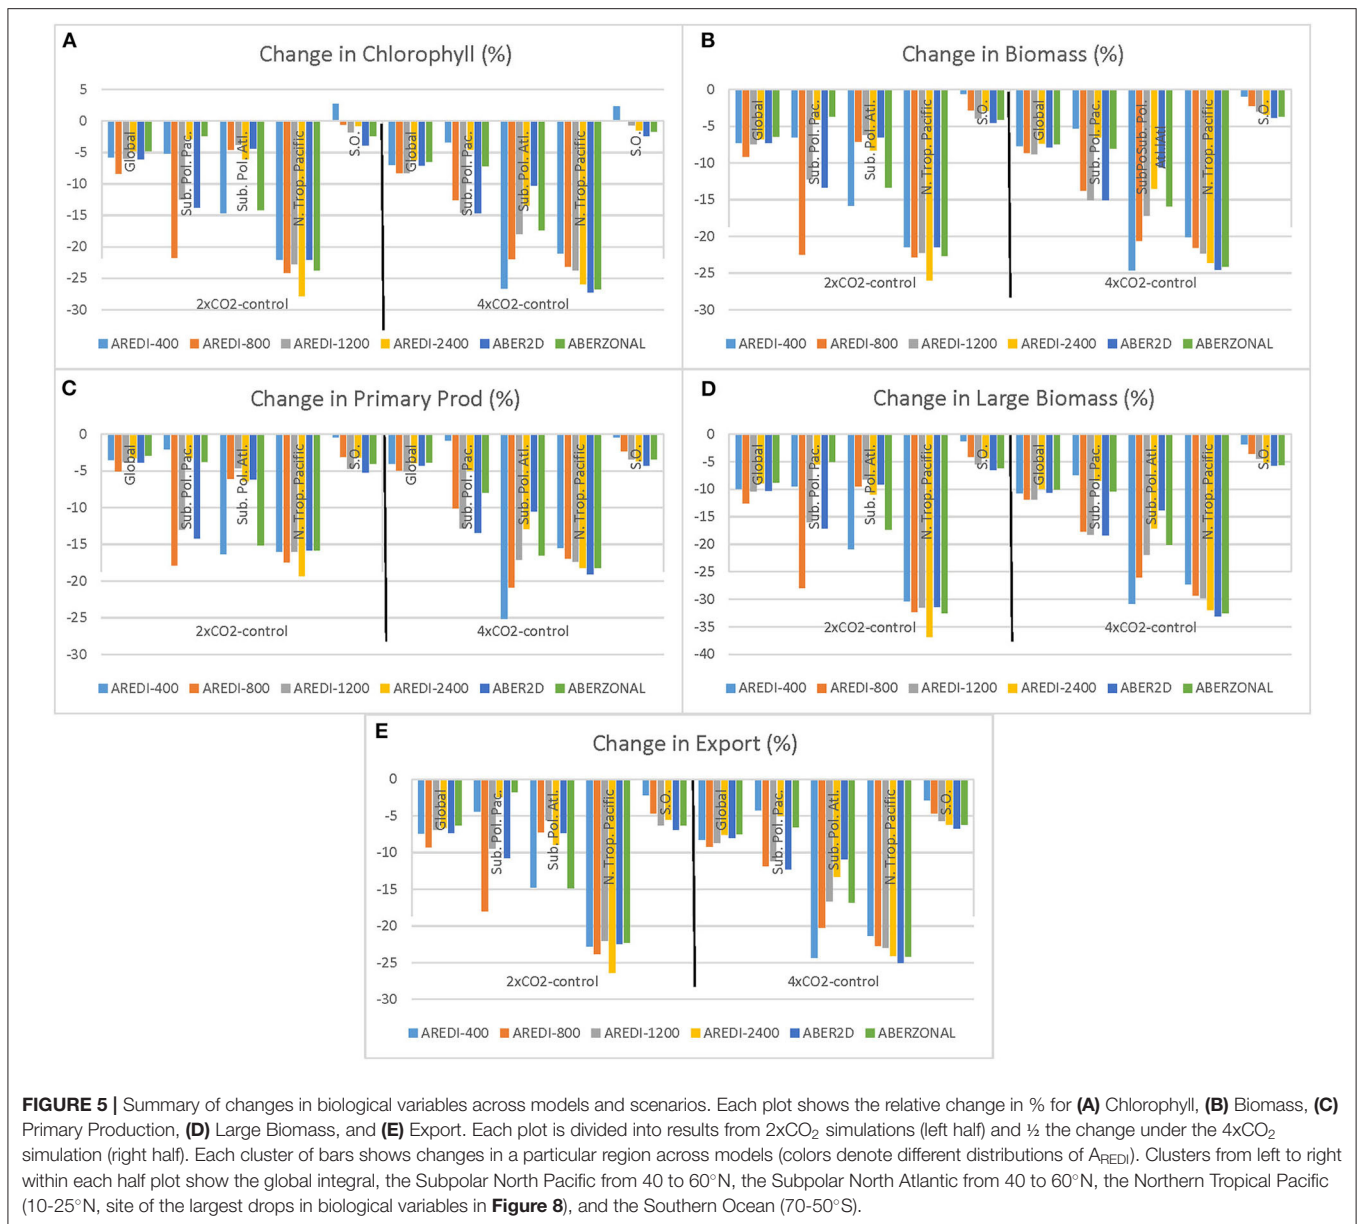 A
Change in Chlorophyll (%)
5
0
-5
-10
-15
-20
-25
-30
Global
Sub. Pol. Pac.
Sub. Pol. Atl.
N. Trop. Pacific
S.O.
Global
Sub. Pol. Pac.
Sub. Pol. Atl.
N. Trop. Pacific
S.O.
2xCO2-control
4xCO2-control
AREDI-400 AREDI-800 AREDI-1200 AREDI-2400 ABER2D ABERZONAL
B
Change in Biomass (%)
0
-5
-10
-15
-20
-25
-30
Global
Sub. Pol. Pac.
Sub. Pol. Atl.
N. Trop. Pacific
S.O.
Global
Sub. Pol. Pac.
SubPoSub. Pol.
Atl.lAtl
N. Trop. Pacific
S.O.
2xCO2-control
4xCO2-control
AREDI-400 AREDI-800 AREDI-1200 AREDI-2400 ABER2D ABERZONAL
C
Change in Primary Prod (%)
0
-5
-10
-15
-20
-25
-30
Global
Sub. Pol. Pac.
Sub. Pol. Atl.
N. Trop. Pacific
S.O.
Global
Sub. Pol. Pac.
Sub. Pol. Atl.
N. Trop. Pacific
S.O.
2xCO2-control
4xCO2-control
AREDI-400 AREDI-800 AREDI-1200 AREDI-2400 ABER2D ABERZONAL
D
Change in Large Biomass (%)
0
-5
-10
-15
-20
-25
-30
-35
-40
Global
Sub. Pol. Pac.
Sub. Pol. Atl.
N. Trop. Pacific
S.O.
Global
Sub. Pol. Pac.
Sub. Pol. Atl.
N. Trop. Pacific
S.O.
2xCO2-control
4xCO2-control
AREDI-400 AREDI-800 AREDI-1200 AREDI-2400 ABER2D ABERZONAL
E
Change in Export (%)
0
-5
-10
-15
-20
-25
-30
Global
Sub. Pol. Pac.
Sub. Pol. Atl.
N. Trop. Pacific
S.O.
Global
Sub. Pol. Pac.
Sub. Pol. Atl.
N. Trop. Pacific
S.O.
2xCO2-control
4xCO2-control
AREDI-400 AREDI-800 AREDI-1200 AREDI-2400 ABER2D ABERZONAL
FIGURE 5 | Summary of changes in biological variables across models and scenarios. Each plot shows the relative change in % for (A) Chlorophyll, (B) Biomass, (C)
Primary Production, (D) Large Biomass, and (E) Export. Each plot is divided into results from 2xCO₂ simulations (left half) and ½ the change under the 4xCO₂
simulation (right half). Each cluster of bars shows changes in a particular region across models (colors denote different distributions of A_REDI). Clusters from left to right
within each half plot show the global integral, the Subpolar North Pacific from 40 to 60°N, the Subpolar North Atlantic from 40 to 60°N, the Northern Tropical Pacific
(10-25°N, site of the largest drops in biological variables in Figure 8), and the Southern Ocean (70-50°S).